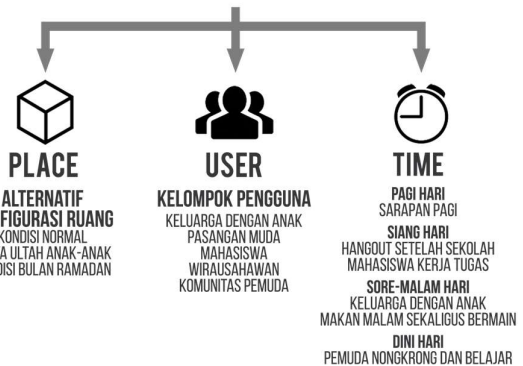 PLACE
ALTERNATIF
FIGURASI RUANG
KONDISI NORMAL
ULTAH ANAK-ANAK
BULAN RAMADAN
USER
KELOMPOK PENGGUNA
KELUARGA DENGAN ANAK
PASANGAN MUDA
MAHASISWA
WIRAUSAHAWAN
KOMUNITAS PEMUDA
TIME
PAGI HARI
SARAPAN PAGI
SIANG HARI
HANGOUT SETELAH SEKOLAH
MAHASISWA KERJA TUGAS
SORE-MALAM HARI
KELUARGA DENGAN ANAK
MAKAN MALAM SEKALIGUS BERMAIN
DINI HARI
PEMUDA NONGKRONG DAN BELAJAR